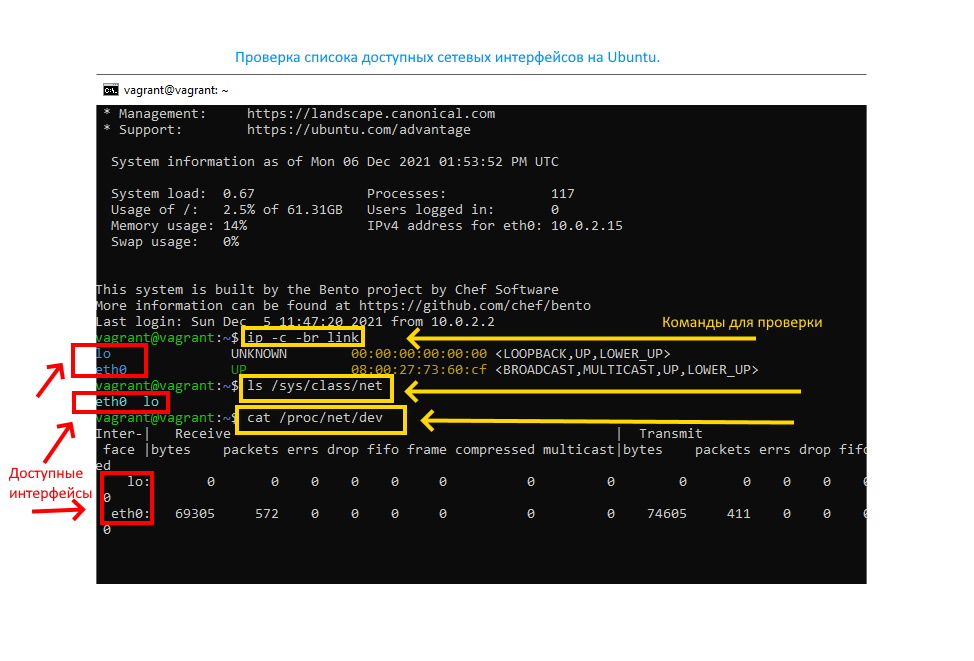 Проверка списока доступных сетевых интерфейсов на Ubuntu.
C:\. vagrant@vagrant: ~
* Management:     https://landscape.canonical.com
* Support:        https://ubuntu.com/advantage
System information as of Mon 06 Dec 2021 01:53:52 PM UTC
System load:  0.67              Processes:             117
Usage of /:   2.5% of 61.31GB   Users logged in:       0
Memory usage: 14%               IPv4 address for eth0: 10.0.2.15
Swap usage:   0%
This system is built by the Bento project by Chef Software
More information can be found at https://github.com/chef/bento
Last login: Sun Dec  5 11:47:20 2021 from 10.0.2.2
Команды для проверки
vagrant@vagrant:~$ ip -c -br link
lo               UNKNOWN        00:00:00:00:00:00 <LOOPBACK,UP,LOWER_UP>
eth0             UP             08:00:27:73:60:cf <BROADCAST,MULTICAST,UP,LOWER_UP>
vagrant@vagrant:~$ ls /sys/class/net
eth0  lo
vagrant@vagrant:~$ cat /proc/net/dev
Inter-|   Receive                                                |  Transmit
face |bytes    packets errs drop fifo frame compressed multicast|bytes    packets errs drop fifo
ed
Доступные
интерфейсы
lo:       0       0    0    0    0     0          0         0        0       0    0    0    0
0
eth0:   69305     572    0    0    0     0          0         0    74605     411    0    0    0
0